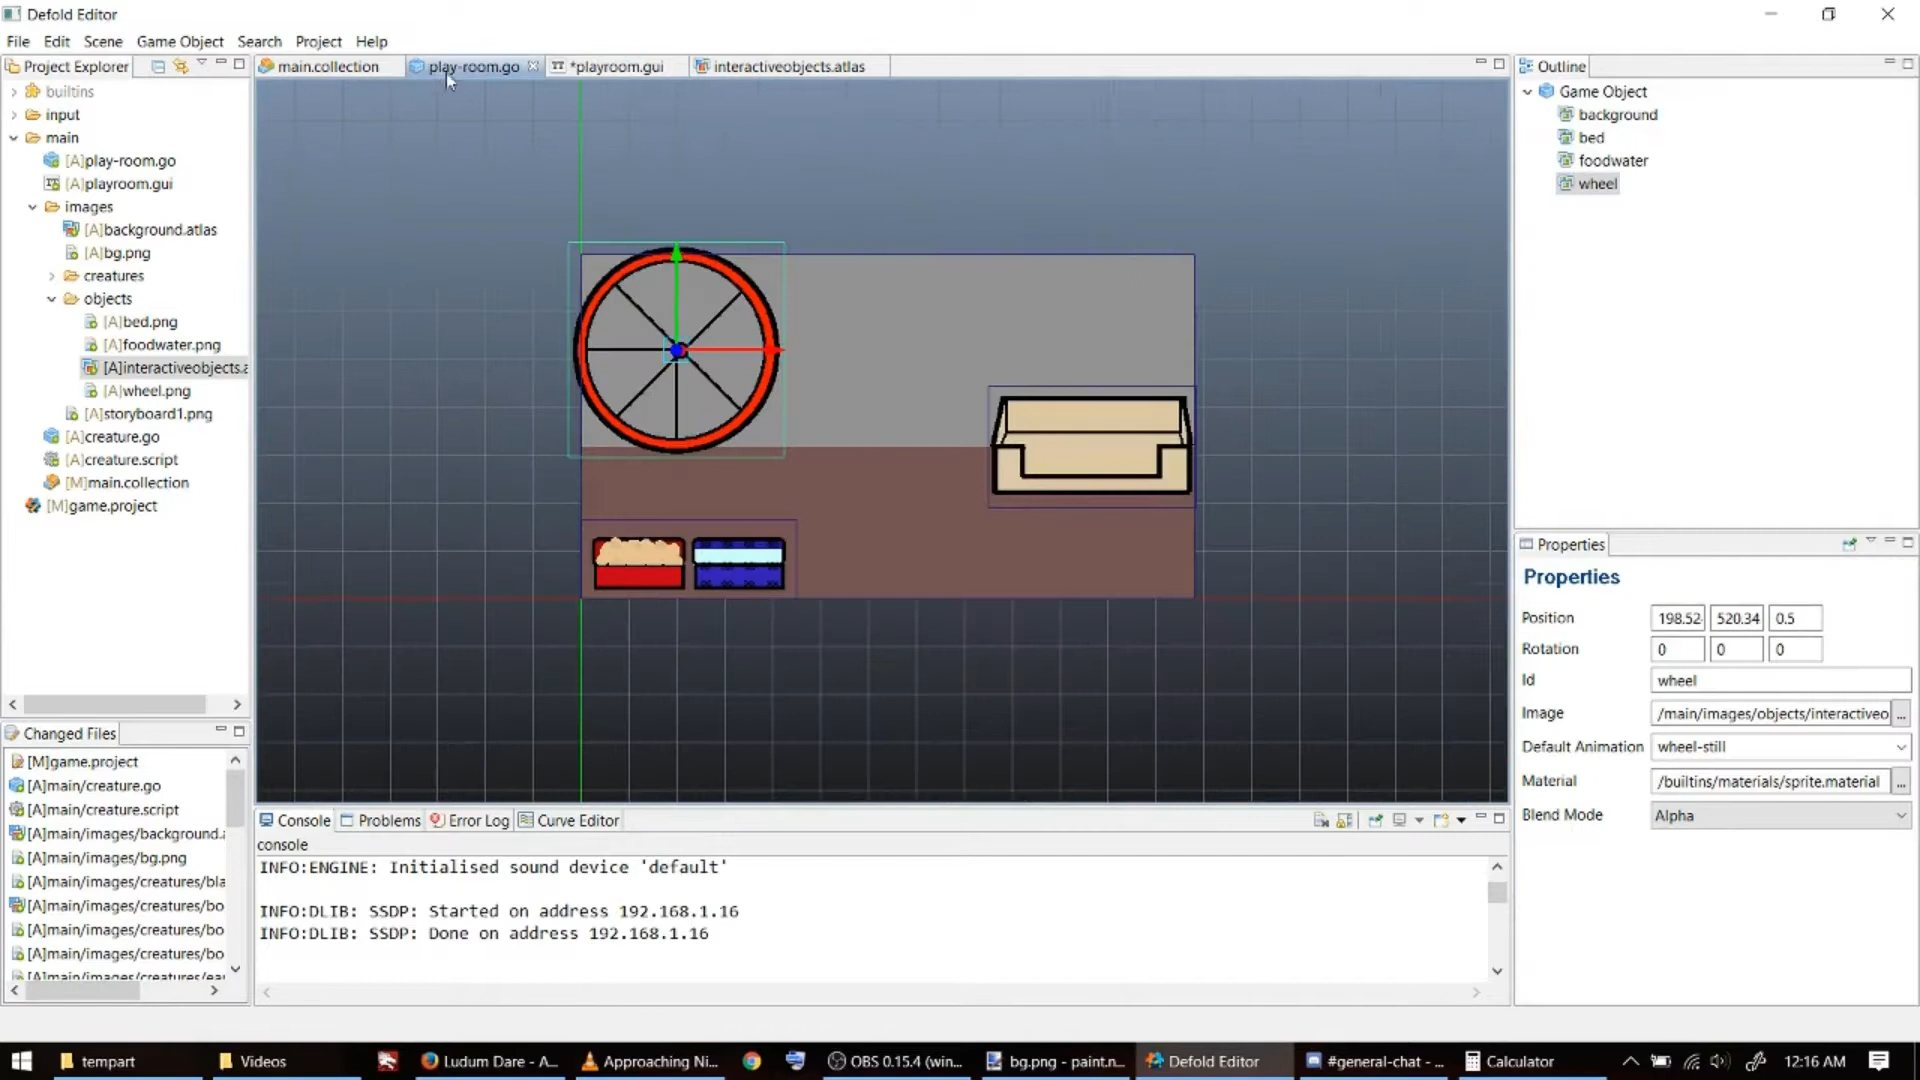 Defold Editor
File Edit Scene Game Object Search Project Help
Project Explorer
main.collection
play-room.go
*playroom.gui
interactiveobjects.atlas
Outline
builtins
input
main
[A]play-room.go
[A]playroom.gui
images
[A]background.atlas
[A]bg.png
creatures
objects
[A]bed.png
[A]foodwater.png
[A]interactiveobjects.a
[A]wheel.png
[A]storyboard1.png
[A]creature.go
[A]creature.script
[M]main.collection
[M]game.project
Changed Files
[M]game.project
[A]main/creature.go
[A]main/creature.script
[A]main/images/background.a
[A]main/images/bg.png
[A]main/images/creatures/bla
[A]main/images/creatures/bo
[A]main/images/creatures/bo
[A]main/images/creatures/bo
[A]main/images/creatures/ea
Console Problems Error Log Curve Editor
console
INFO:ENGINE: Initialised sound device 'default'
INFO:DLIB: SSDP: Started on address 192.168.1.16
INFO:DLIB: SSDP: Done on address 192.168.1.16
Game Object
background
bed
foodwater
wheel
Properties
Properties
Position 198.52 520.34 0.5
Rotation 0 0 0
Id wheel
Image /main/images/objects/interactiveo ...
Default Animation wheel-still
Material /builtins/materials/sprite.material ...
Blend Mode Alpha
tempart
Videos
Ludum Dare - A...
Approaching Ni...
OBS 0.15.4 (win...
bg.png - paint.n...
Defold Editor
#general-chat - ...
Calculator
12:16 AM